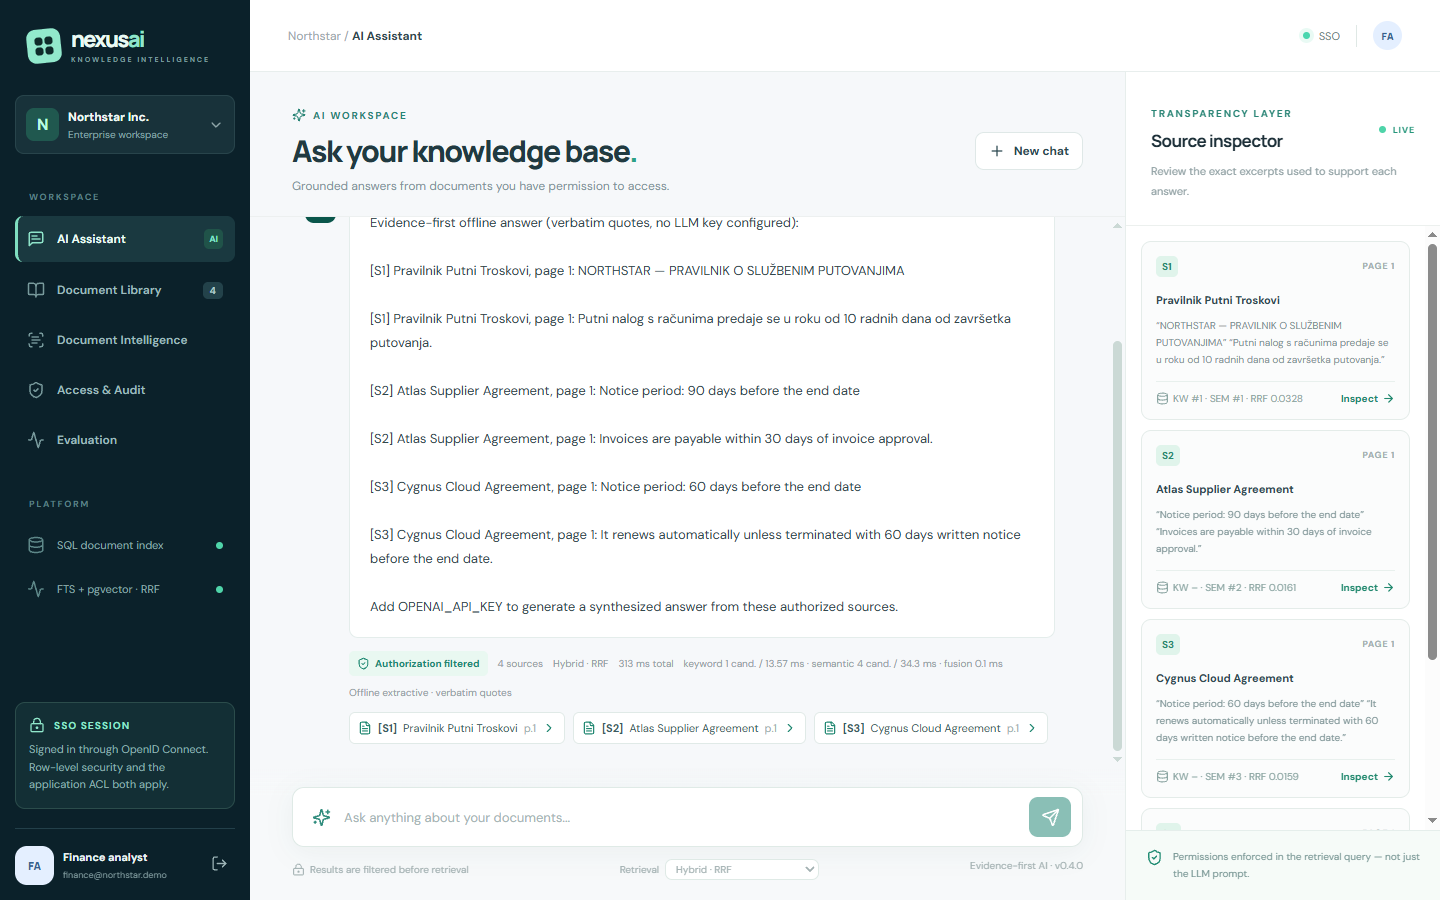 nexusai
KNOWLEDGE INTELLIGENCE
N
Northstar Inc.
Enterprise workspace
WORKSPACE
AI Assistant
AI
Document Library
4
Document Intelligence
Access & Audit
Evaluation
PLATFORM
SQL document index
FTS + pgvector · RRF
SSO SESSION
Signed in through OpenID Connect.
Row-level security and the
application ACL both apply.
FA
Finance analyst
finance@northstar.demo
Northstar / AI Assistant
SSO
FA
AI WORKSPACE
Ask your knowledge base.
Grounded answers from documents you have permission to access.
New chat
Evidence-first offline answer (verbatim quotes, no LLM key configured):
[S1] Pravilnik Putni Troskovi, page 1: NORTHSTAR — PRAVILNIK O SLUŽBENIM PUTOVANJIMA
[S1] Pravilnik Putni Troskovi, page 1: Putni nalog s računima predaje se u roku od 10 radnih dana od završetka
putovanja.
[S2] Atlas Supplier Agreement, page 1: Notice period: 90 days before the end date
[S2] Atlas Supplier Agreement, page 1: Invoices are payable within 30 days of invoice approval.
[S3] Cygnus Cloud Agreement, page 1: Notice period: 60 days before the end date
[S3] Cygnus Cloud Agreement, page 1: It renews automatically unless terminated with 60 days written notice
before the end date.
Add OPENAI_API_KEY to generate a synthesized answer from these authorized sources.
Authorization filtered
4 sources
Hybrid · RRF
313 ms total
keyword 1 cand. / 13.57 ms · semantic 4 cand. / 34.3 ms · fusion 0.1 ms
Offline extractive · verbatim quotes
[S1] Pravilnik Putni Troskovi p.1
[S2] Atlas Supplier Agreement p.1
[S3] Cygnus Cloud Agreement p.1
Ask anything about your documents...
Results are filtered before retrieval
Retrieval
Hybrid · RRF
Evidence-first AI · v0.4.0
TRANSPARENCY LAYER
Source inspector
LIVE
Review the exact excerpts used to support each
answer.
S1
PAGE 1
Pravilnik Putni Troskovi
“NORTHSTAR — PRAVILNIK O SLUŽBENIM
PUTOVANJIMA” “Putni nalog s računima predaje se
u roku od 10 radnih dana od završetka putovanja.”
KW #1 · SEM #1 · RRF 0.0328
Inspect
S2
PAGE 1
Atlas Supplier Agreement
“Notice period: 90 days before the end date”
“Invoices are payable within 30 days of invoice
approval.”
KW – · SEM #2 · RRF 0.0161
Inspect
S3
PAGE 1
Cygnus Cloud Agreement
“Notice period: 60 days before the end date” “It
renews automatically unless terminated with 60
days written notice before the end date.”
KW – · SEM #3 · RRF 0.0159
Inspect
Permissions enforced in the retrieval query — not just
the LLM prompt.